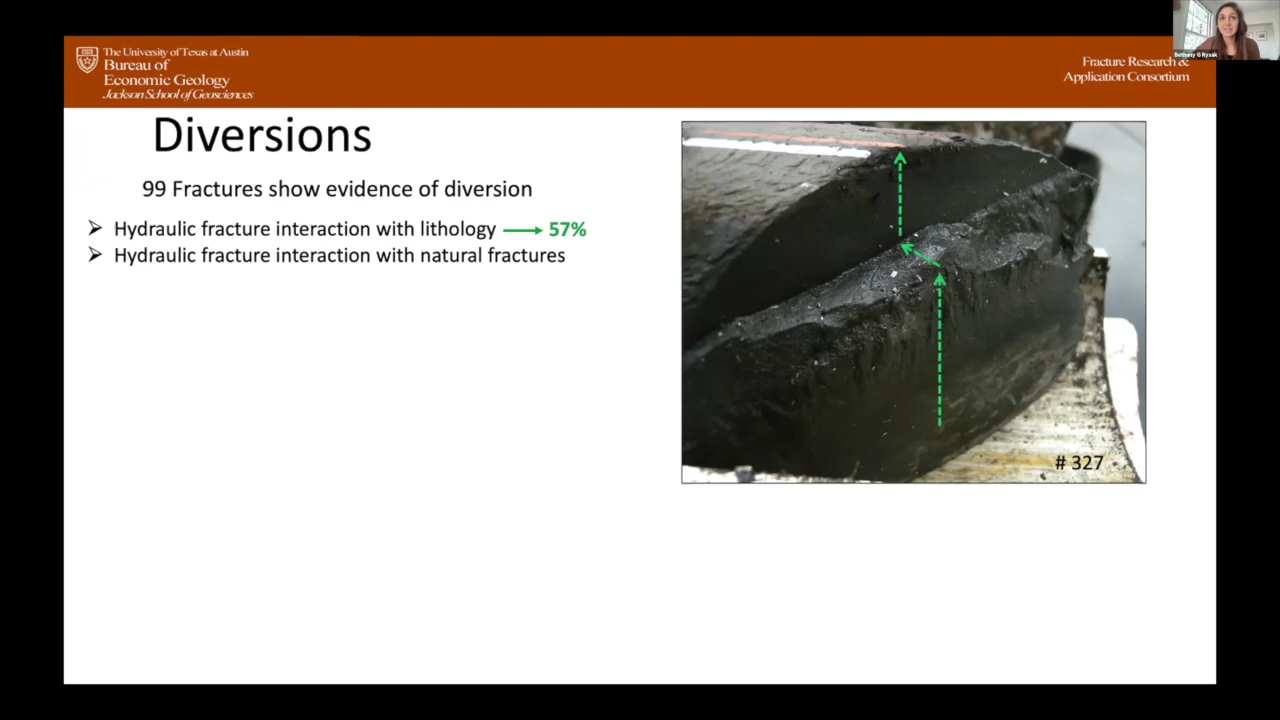 The University of Texas at Austin
Bureau of
Economic Geology
Jackson School of Geosciences
Fracture Research &
Application Consortium
Bethany G Rysak
Diversions
99 Fractures show evidence of diversion
➢ Hydraulic fracture interaction with lithology → 57%
➢ Hydraulic fracture interaction with natural fractures
# 327